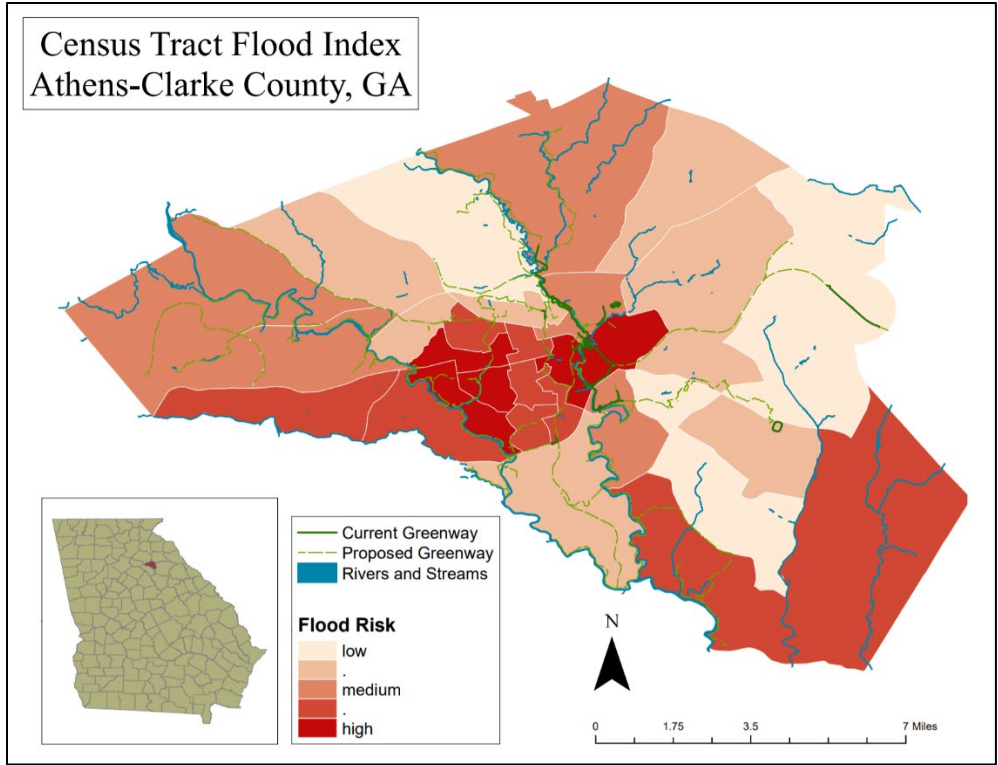 Census Tract Flood Index
Athens-Clarke County, GA
Current Greenway
Proposed Greenway
Rivers and Streams
Flood Risk
low
.
medium
.
high
N
0 1.75 3.5 7 Miles